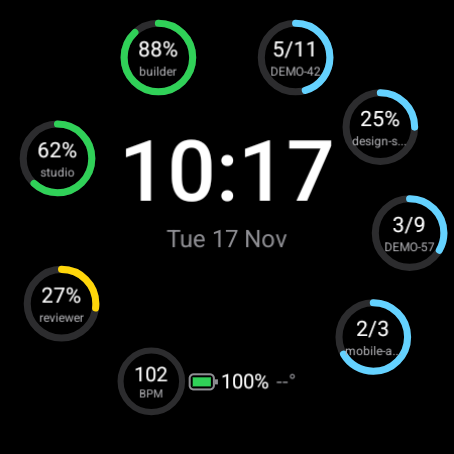 88%
builder
5/11
DEMO-42
25%
design-s...
62%
studio
10:17
Tue 17 Nov
3/9
DEMO-57
27%
reviewer
2/3
mobile-a...
102
BPM
100% --°